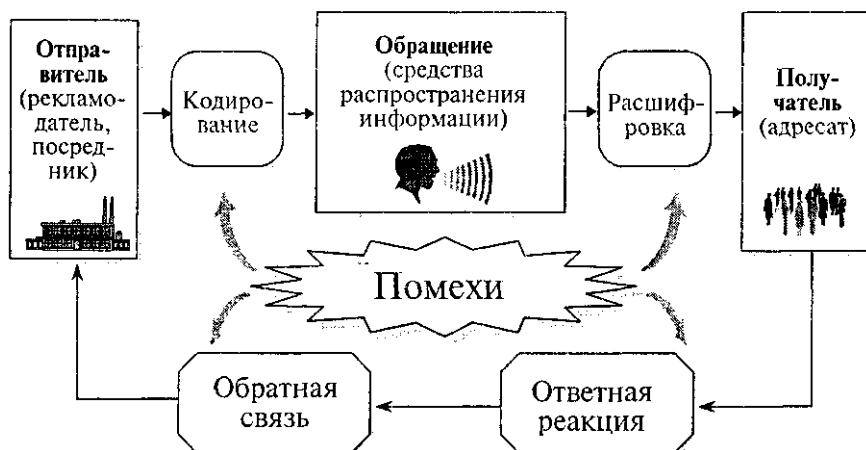 Отпра-
витель
(рекламо-
датель,
посред-
ник)
Кодиро-
вание
Обращение
(средства
распространения
информации)
Расшиф-
ровка
Полу-
чатель
(адресат)
Помехи
Обратная
связь
Ответная
реакция